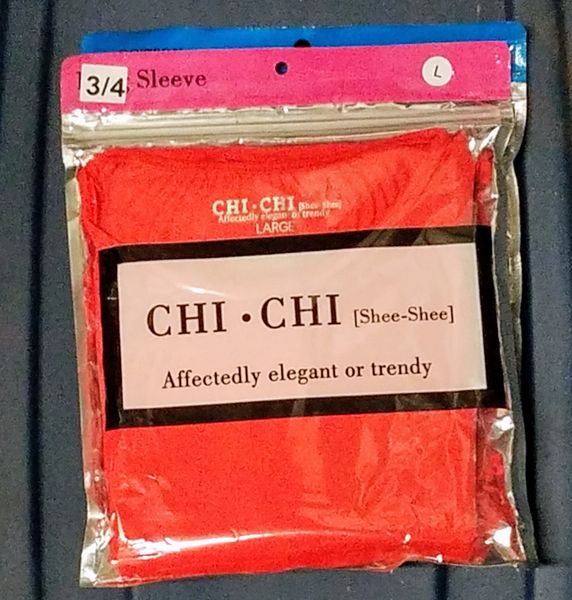 3/4 Sleeve
L
CHI·CHI [Shee-Shee]
Affectedly elegant or trendy
LARGE
CHI·CHI [Shee-Shee]
Affectedly elegant or trendy